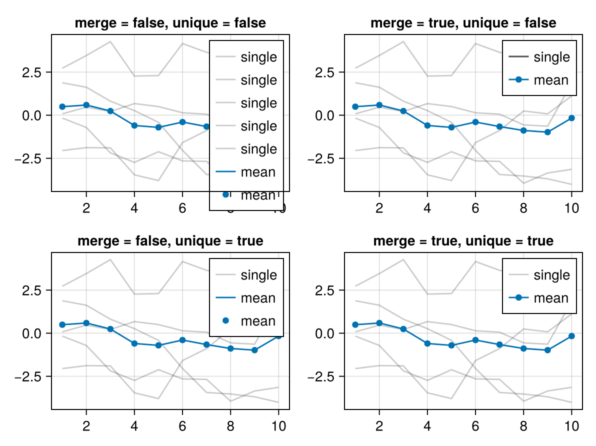 merge = false, unique = false
2.5
0.0
−2.5
2 4 6 8 10
single
single
single
single
single
mean
mean
merge = true, unique = false
2.5
0.0
−2.5
2 4 6 8 10
single
mean
merge = false, unique = true
2.5
0.0
−2.5
2 4 6 8 10
single
mean
mean
merge = true, unique = true
2.5
0.0
−2.5
2 4 6 8 10
single
mean